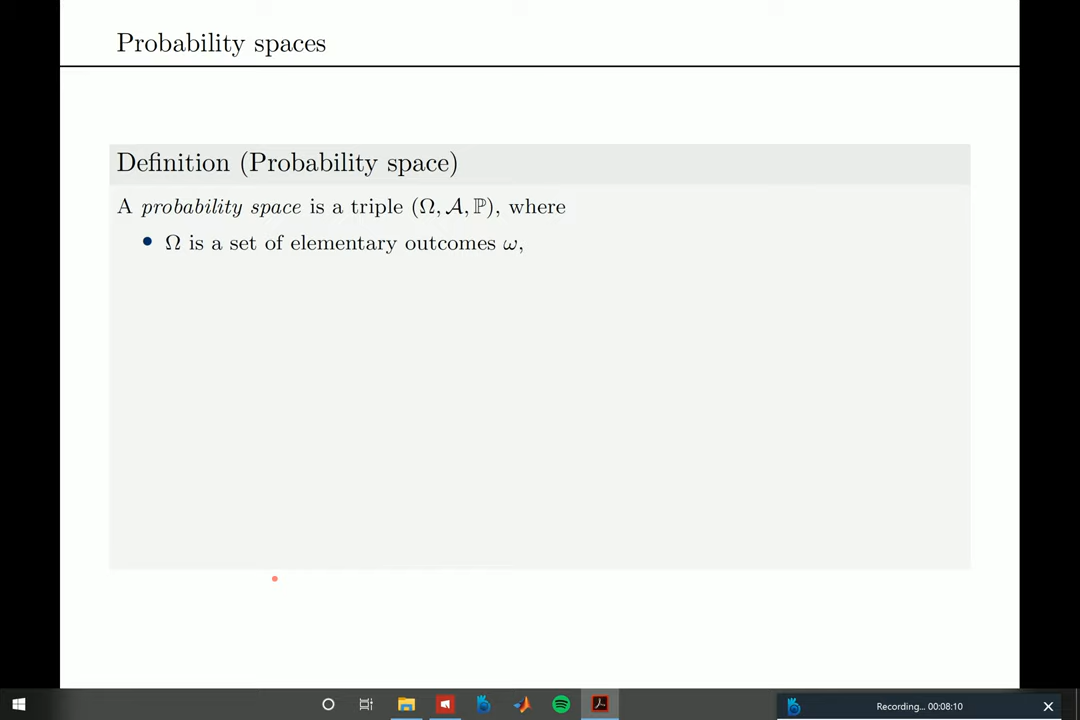 Probability spaces
Definition (Probability space)
A probability space is a triple (Ω, 𝒜, ℙ), where
• Ω is a set of elementary outcomes ω,
Recording... 00:08:10